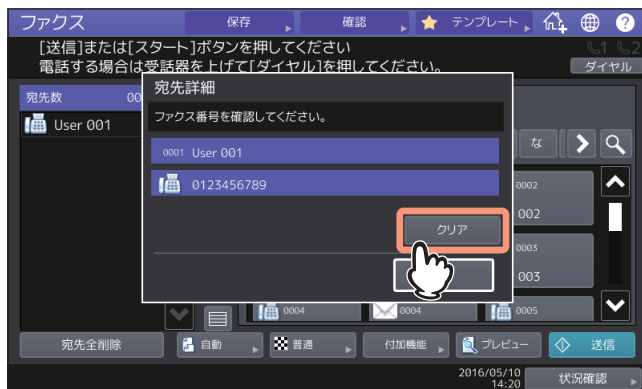 ファクス
保存
確認
テンプレート
?
[送信]または[スタート]ボタンを押してください
電話する場合は受話器を上げて[ダイヤル]を押してください。
1 2
ダイヤル
宛先数 00
User 001
宛先詳細
ファクス番号を確認してください。
0001 User 001
0123456789
クリア
な
0002
002
0003
003
0004
0004
0005
宛先全削除
自動
普通
付加機能
プレビュー
送信
2016/05/10
14:20
状況確認